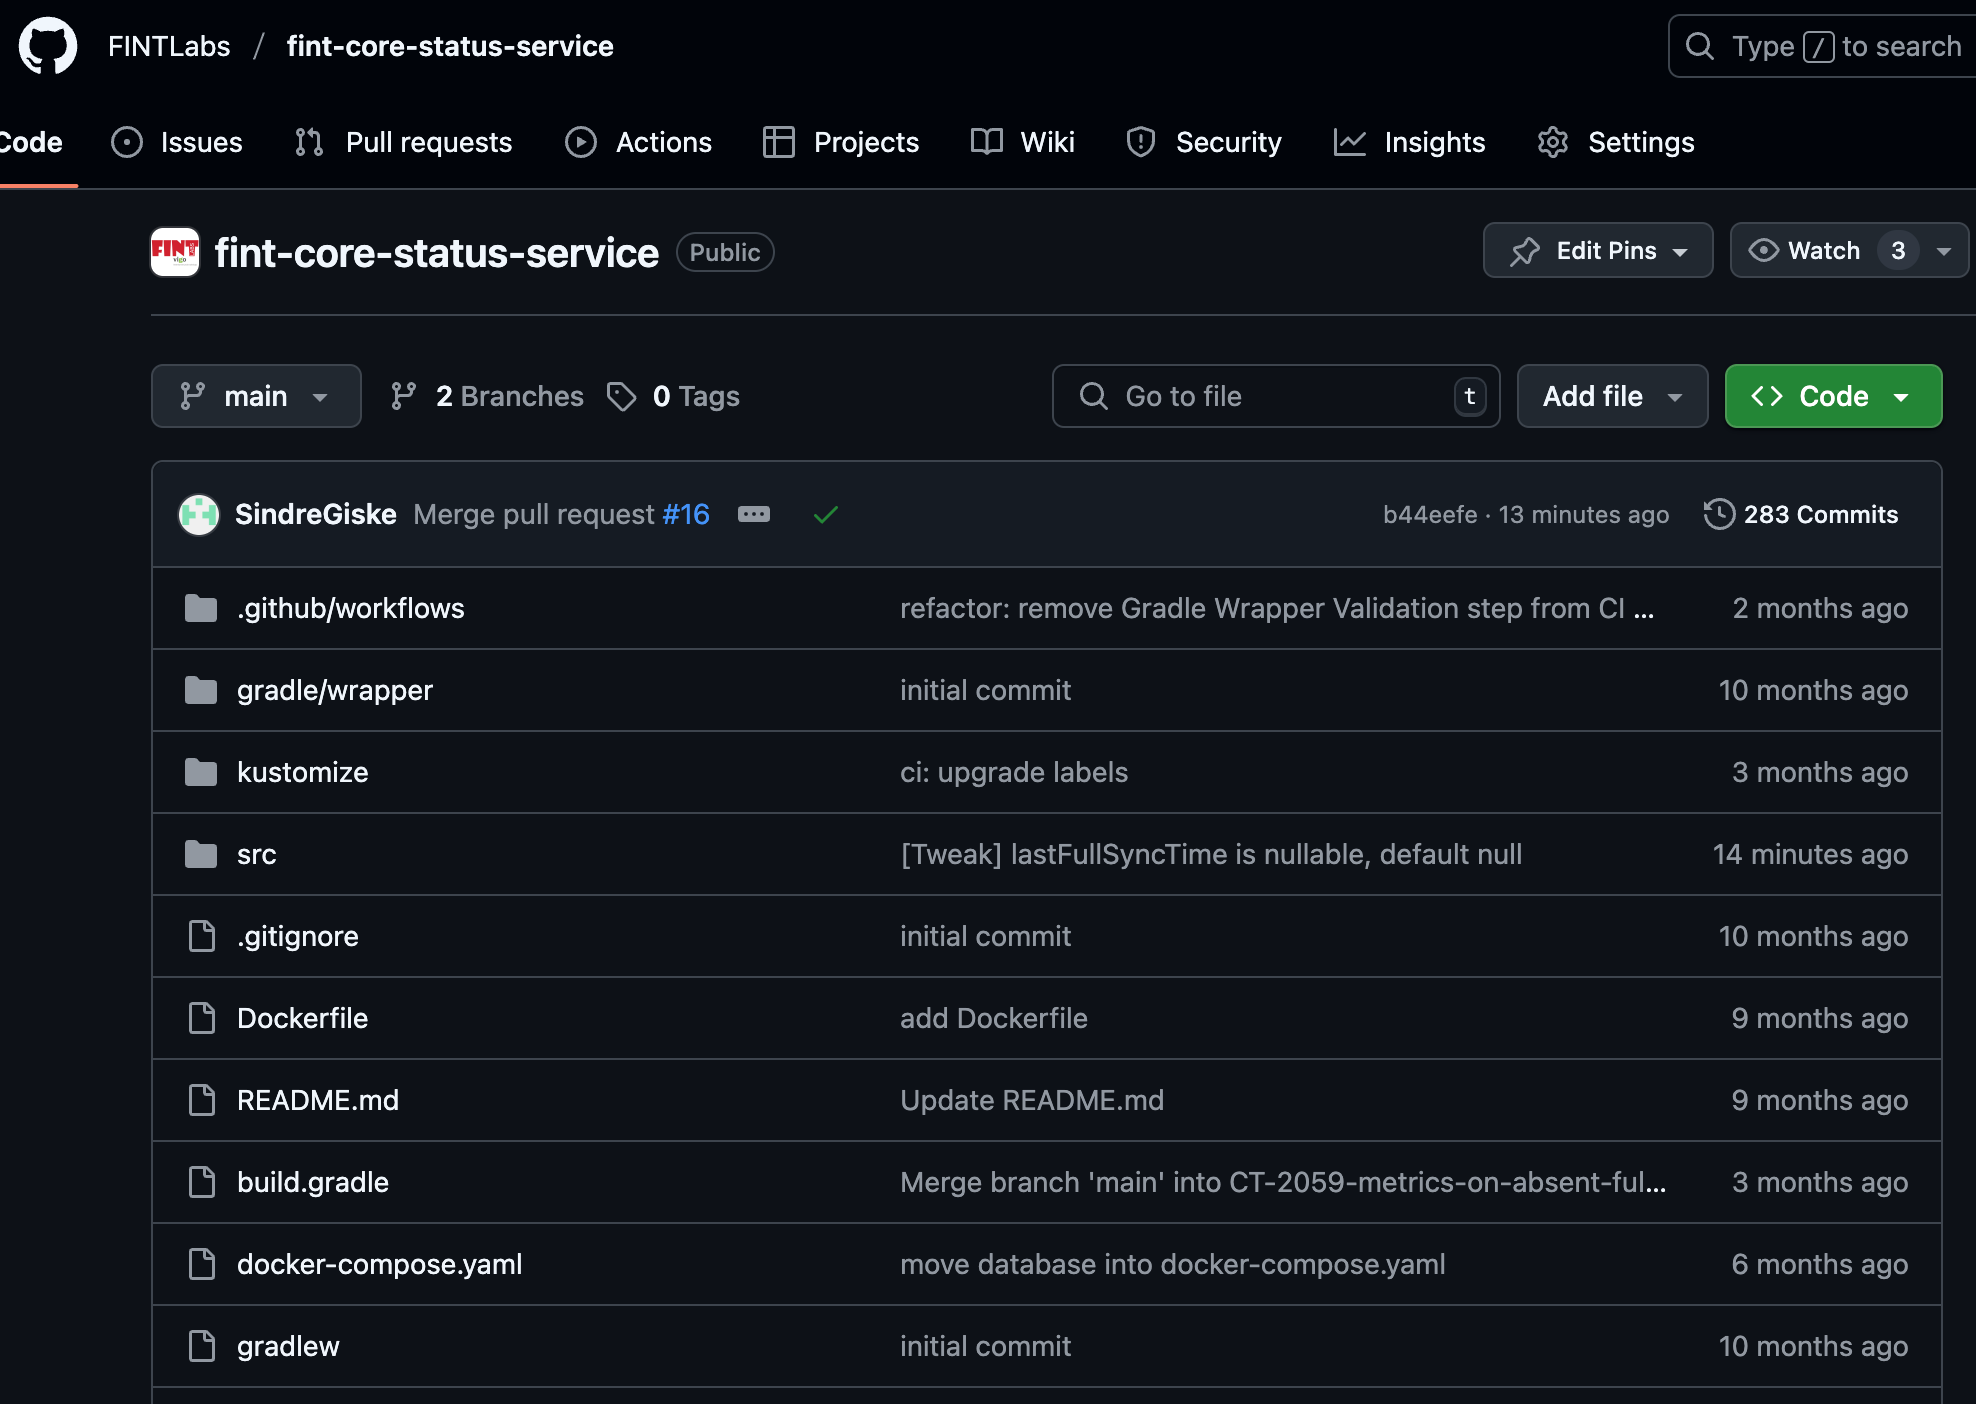 FINTLabs / fint-core-status-service
Type / to search
Code Issues Pull requests Actions Projects Wiki Security Insights Settings
FINT
vigo
fint-core-status-service Public
Edit Pins Watch 3
main 2 Branches 0 Tags
Go to file t Add file <> Code
SindreGiske Merge pull request #16 ... b44eefe · 13 minutes ago 283 Commits
.github/workflows refactor: remove Gradle Wrapper Validation step from CI ... 2 months ago
gradle/wrapper initial commit 10 months ago
kustomize ci: upgrade labels 3 months ago
src [Tweak] lastFullSyncTime is nullable, default null 14 minutes ago
.gitignore initial commit 10 months ago
Dockerfile add Dockerfile 9 months ago
README.md Update README.md 9 months ago
build.gradle Merge branch 'main' into CT-2059-metrics-on-absent-ful... 3 months ago
docker-compose.yaml move database into docker-compose.yaml 6 months ago
gradlew initial commit 10 months ago